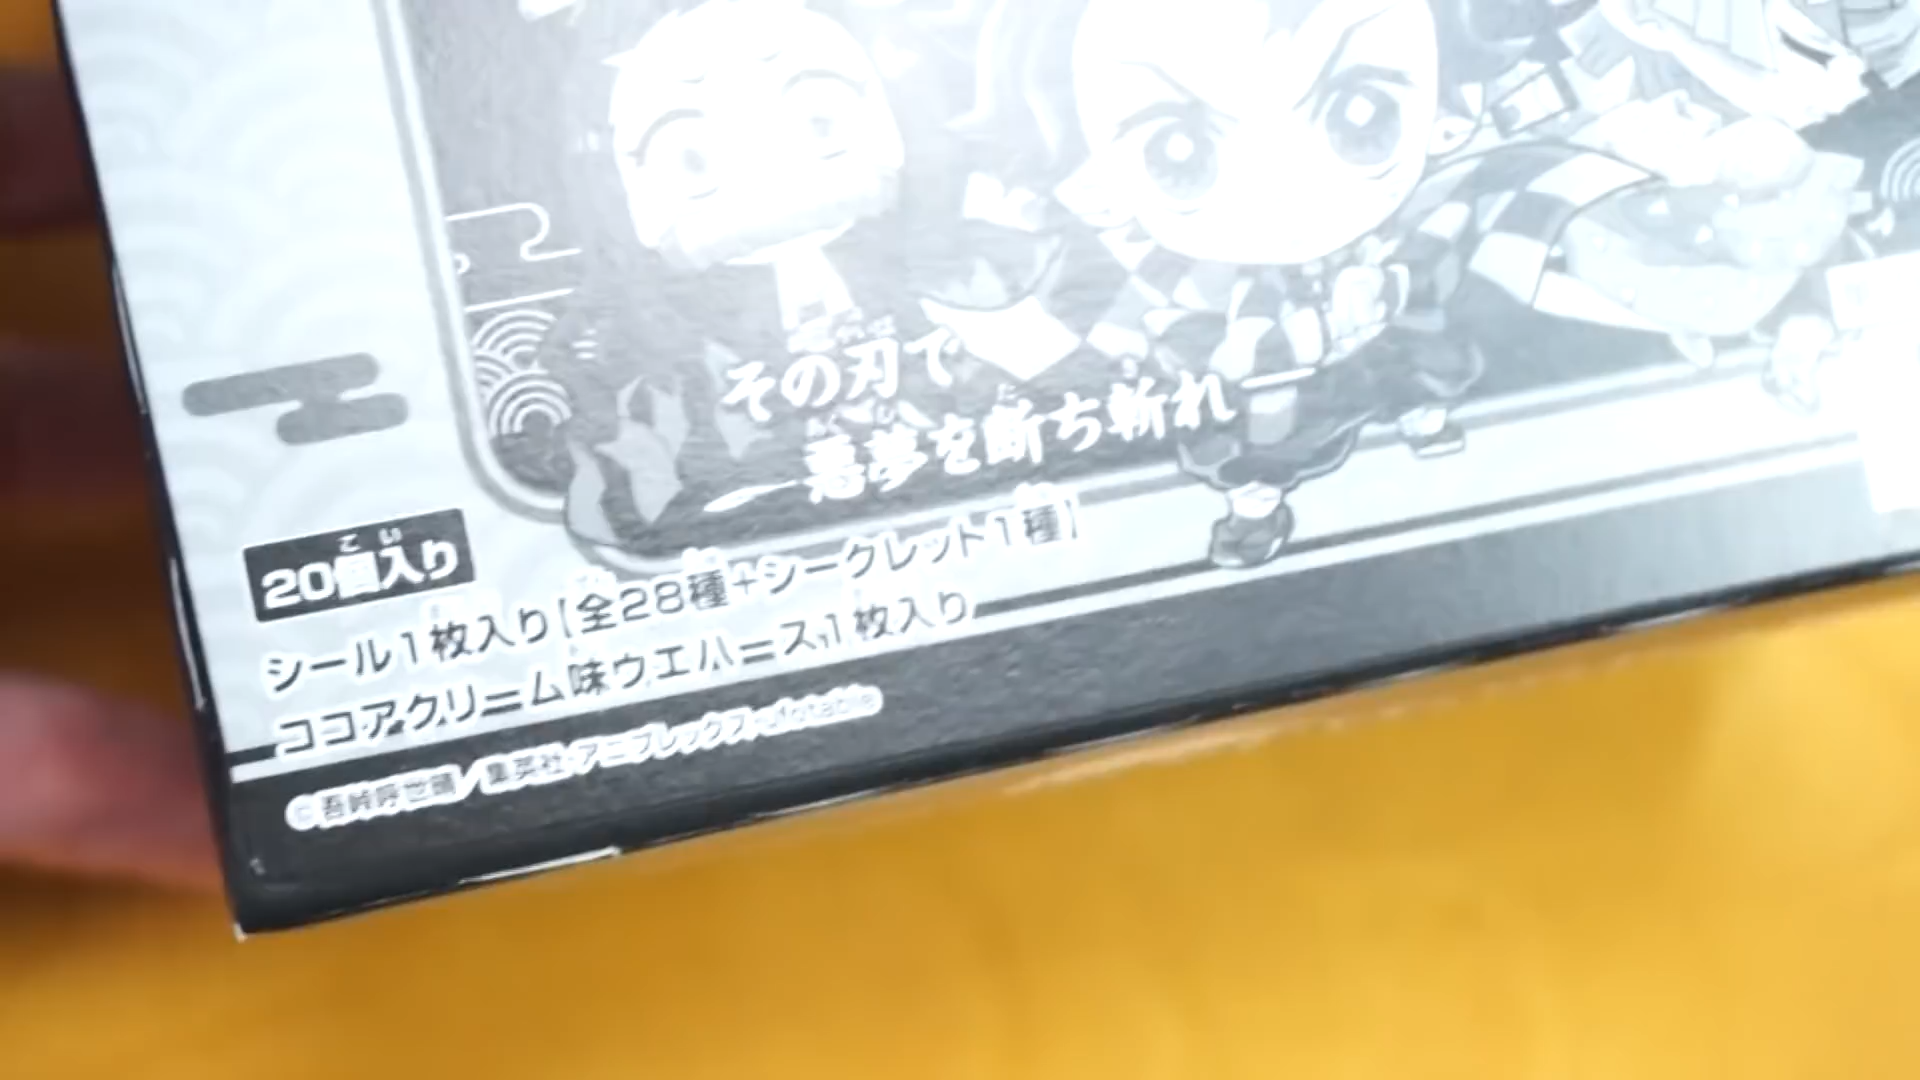 その刃で
悪夢を断ち斬れ
20個入り
シール1枚入り[全28種+シークレット1種]
ココアクリーム味ウエハース1枚入り
©吾峠呼世晴/集英社・アニプレックス・ufotable